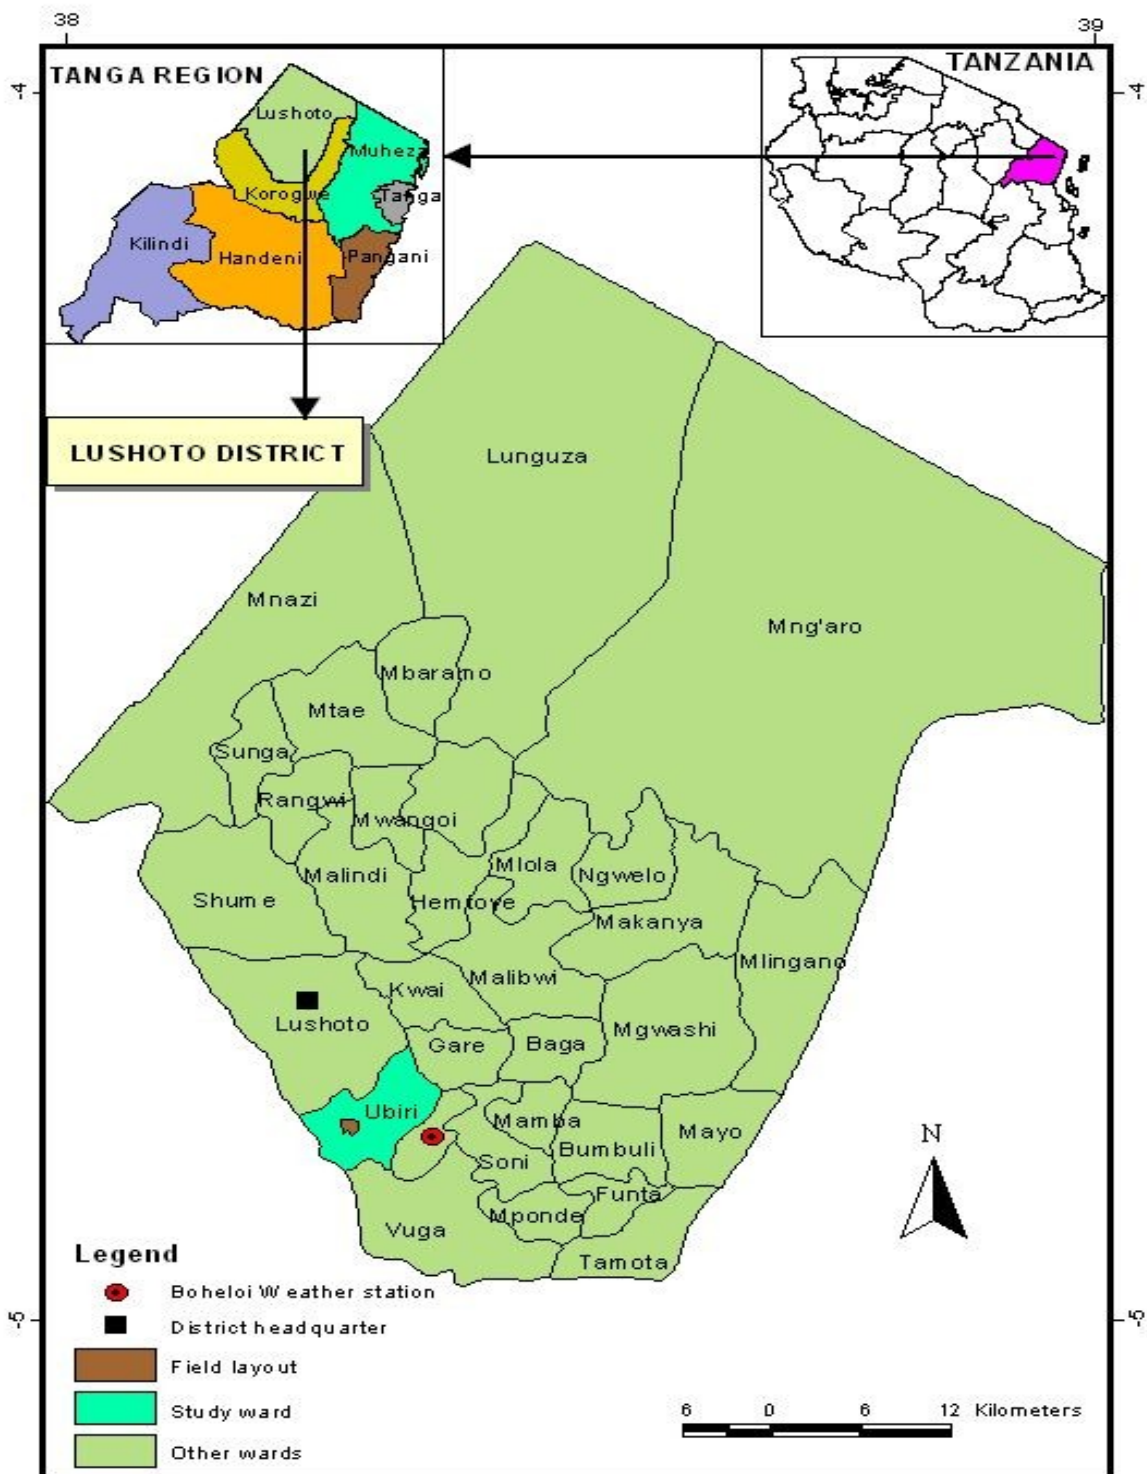 38
39
-4
-4
TANGA REGION
TANZANIA
Lushoto
Muheza
Korogwe
Tanga
Kilindi
Handeni
Pangani
LUSHOTO DISTRICT
Lunguza
Mnazi
Mng'aro
Mbaramo
Mtae
Sunga
Rangwi
Mwangoi
Mlola
Malindi
Ngwelo
Shume
Hemtoye
Makanya
Mlingano
Malibwi
Kwai
Lushoto
Mgwashi
Gare
Baga
Ubiri
Mamba
Mayo
Bumbuli
Soni
Funta
Mponde
Vuga
Tamota
N
Legend
Boheloi Weather station
District headquarter
Field layout
Study ward
Other wards
-5
-5
6 0 6 12 Kilometers